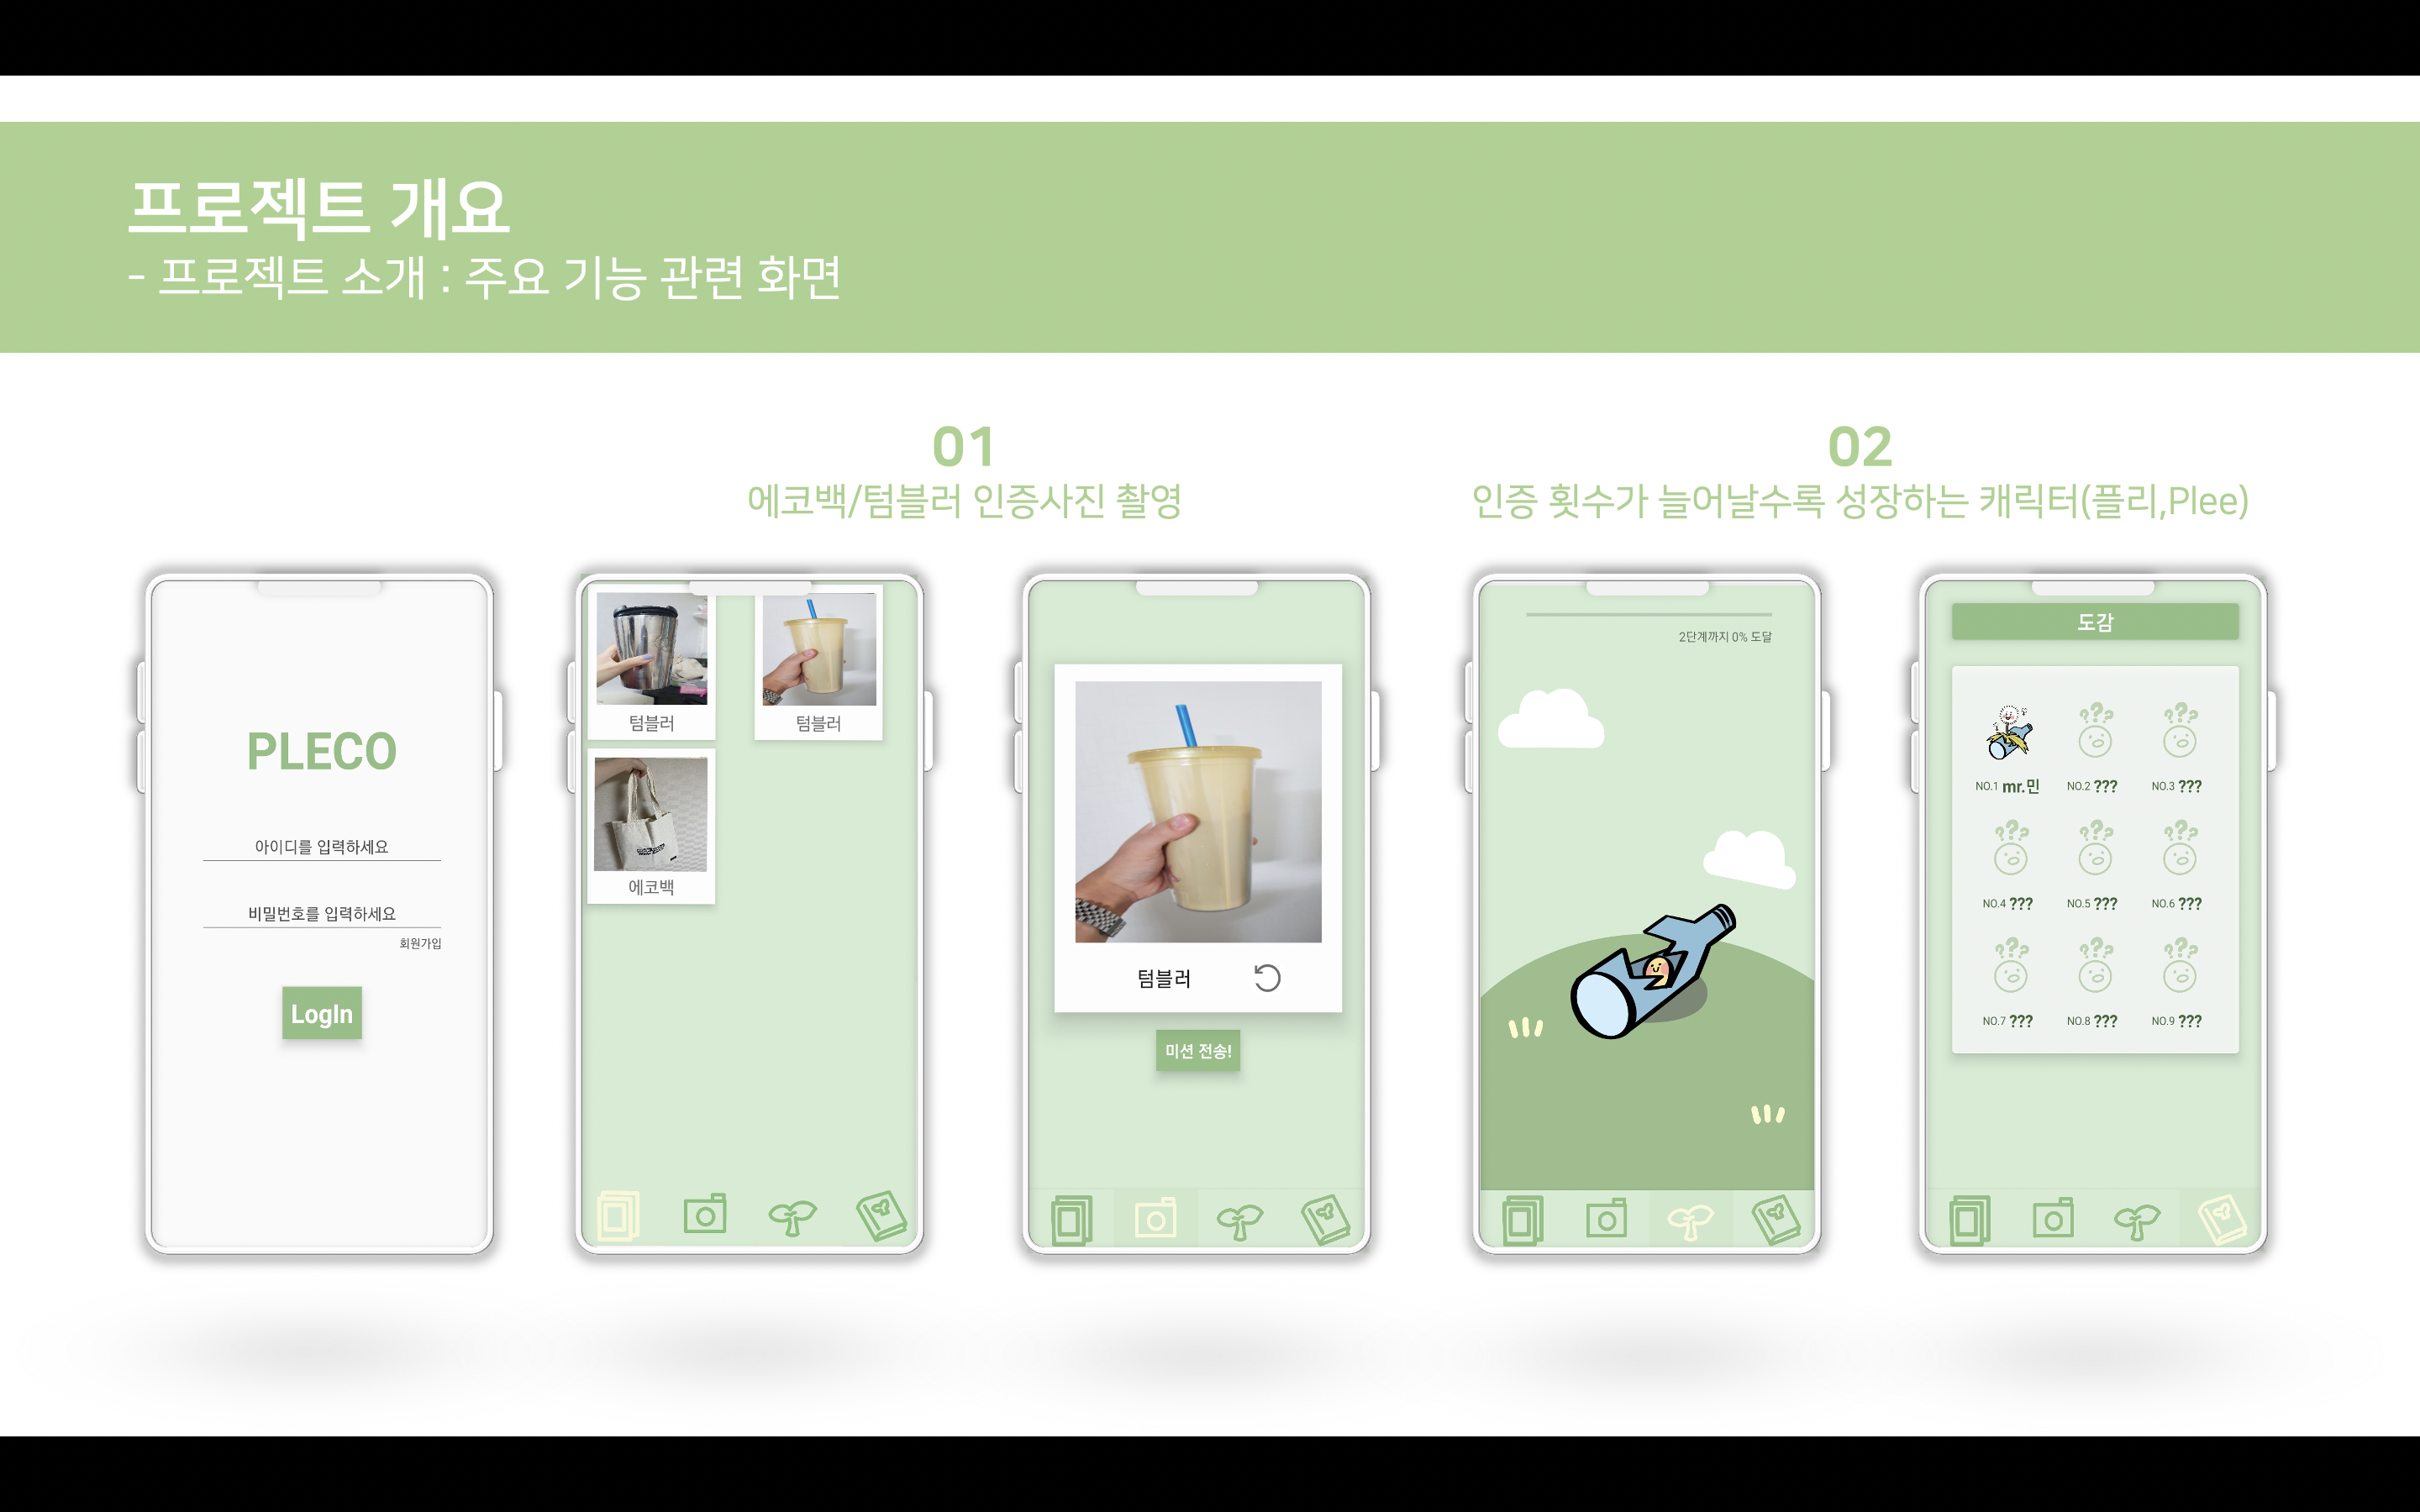 프로젝트 개요
- 프로젝트 소개 : 주요 기능 관련 화면
01
에코백/텀블러 인증사진 촬영
02
인증 횟수가 늘어날수록 성장하는 캐릭터(플리,Plee)
PLECO
아이디를 입력하세요
비밀번호를 입력하세요
회원가입
LogIn
텀블러
텀블러
에코백
텀블러
미션 전송!
2단계까지 0% 도달
도감
NO.1 mr.민
NO.2 ???
NO.3 ???
NO.4 ???
NO.5 ???
NO.6 ???
NO.7 ???
NO.8 ???
NO.9 ???